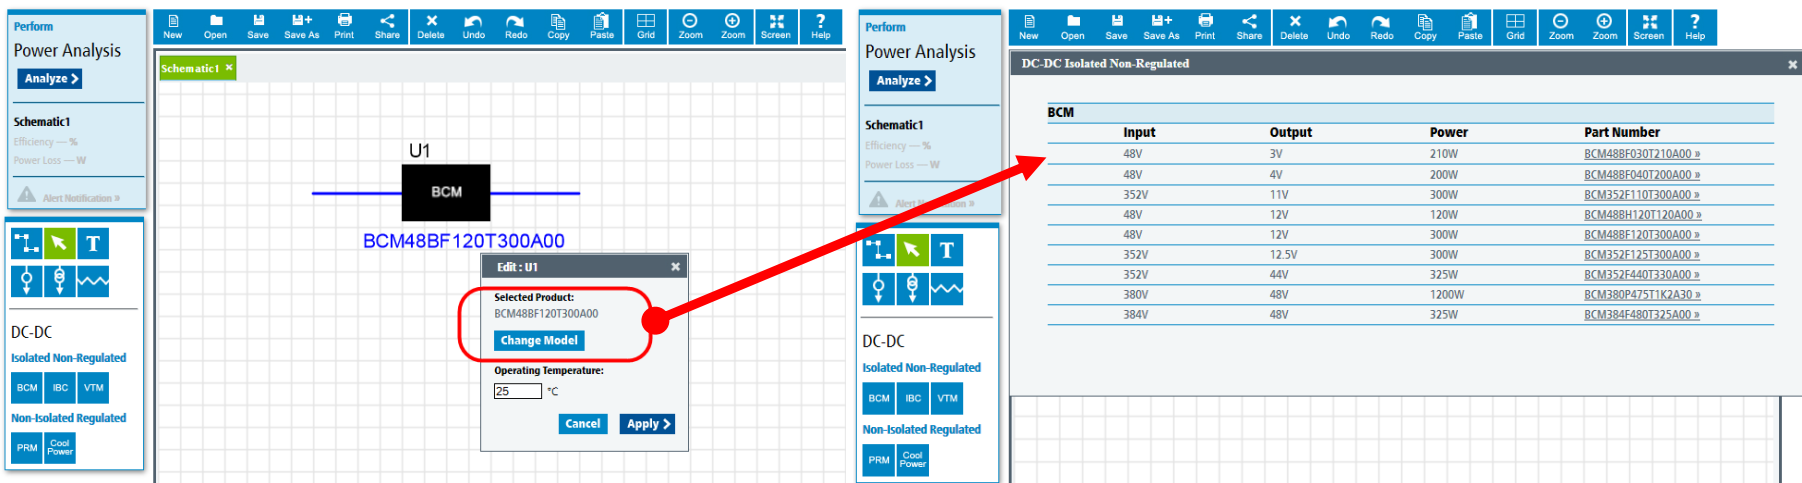 Perform
Power Analysis
Analyze
Schematic1
Efficiency — %
Power Loss — W
Alert Notification »
T
DC-DC
Isolated Non-Regulated
BCM IBC VTM
Non-Isolated Regulated
PRM Cool Power
New Open Save Save As Print Share Delete Undo Redo Copy Paste Grid Zoom Zoom Screen Help
Schematic1 ×
U1
BCM
BCM48BF120T300A00
Edit : U1
Selected Product:
BCM48BF120T300A00
Change Model
Operating Temperature:
25 °C
Cancel Apply
Perform
Power Analysis
Analyze
Schematic1
Efficiency — %
Power Loss — W
Alert Notification »
T
DC-DC
Isolated Non-Regulated
BCM IBC VTM
Non-Isolated Regulated
PRM Cool Power
New Open Save Save As Print Share Delete Undo Redo Copy Paste Grid Zoom Zoom Screen Help
DC-DC Isolated Non-Regulated
BCM
Input Output Power Part Number
48V 3V 210W BCM48BF030T210A00 »
48V 4V 200W BCM48BF040T200A00 »
352V 11V 300W BCM352F110T300A00 »
48V 12V 120W BCM48BH120T120A00 »
48V 12V 300W BCM48BF120T300A00 »
352V 12.5V 300W BCM352F125T300A00 »
352V 44V 325W BCM352F440T330A00 »
380V 48V 1200W BCM380P475T1K2A30 »
384V 48V 325W BCM384F480T325A00 »